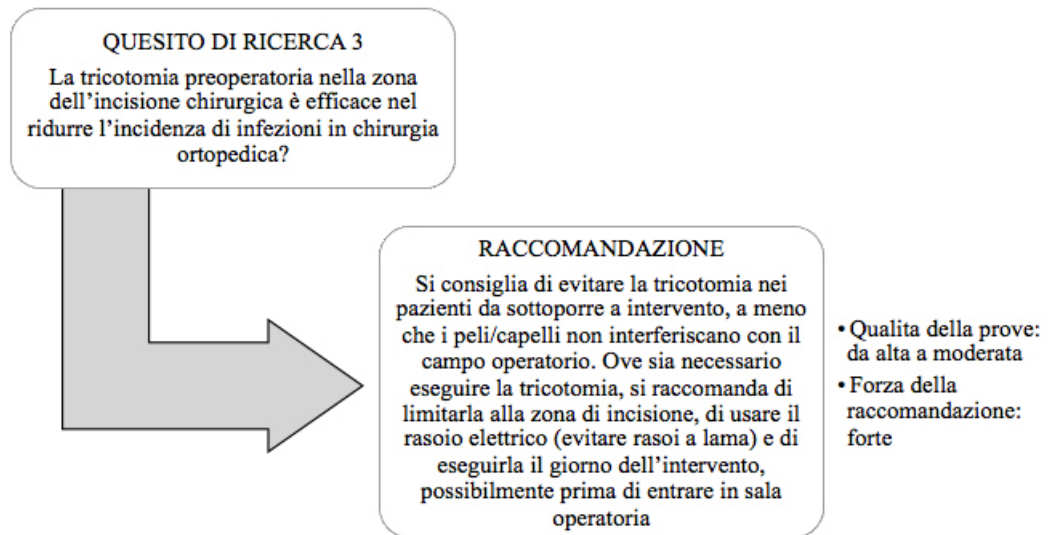 QUESITO DI RICERCA 3
La tricotomia preoperatoria nella zona
dell’incisione chirurgica è efficace nel
ridurre l’incidenza di infezioni in chirurgia
ortopedica?
RACCOMANDAZIONE
Si consiglia di evitare la tricotomia nei
pazienti da sottoporre a intervento, a meno
che i peli/capelli non interferiscano con il
campo operatorio. Ove sia necessario
eseguire la tricotomia, si raccomanda di
limitarla alla zona di incisione, di usare il
rasoio elettrico (evitare rasoi a lama) e di
eseguirla il giorno dell’intervento,
possibilmente prima di entrare in sala
operatoria
• Qualita della prove:
da alta a moderata
• Forza della
raccomandazione:
forte